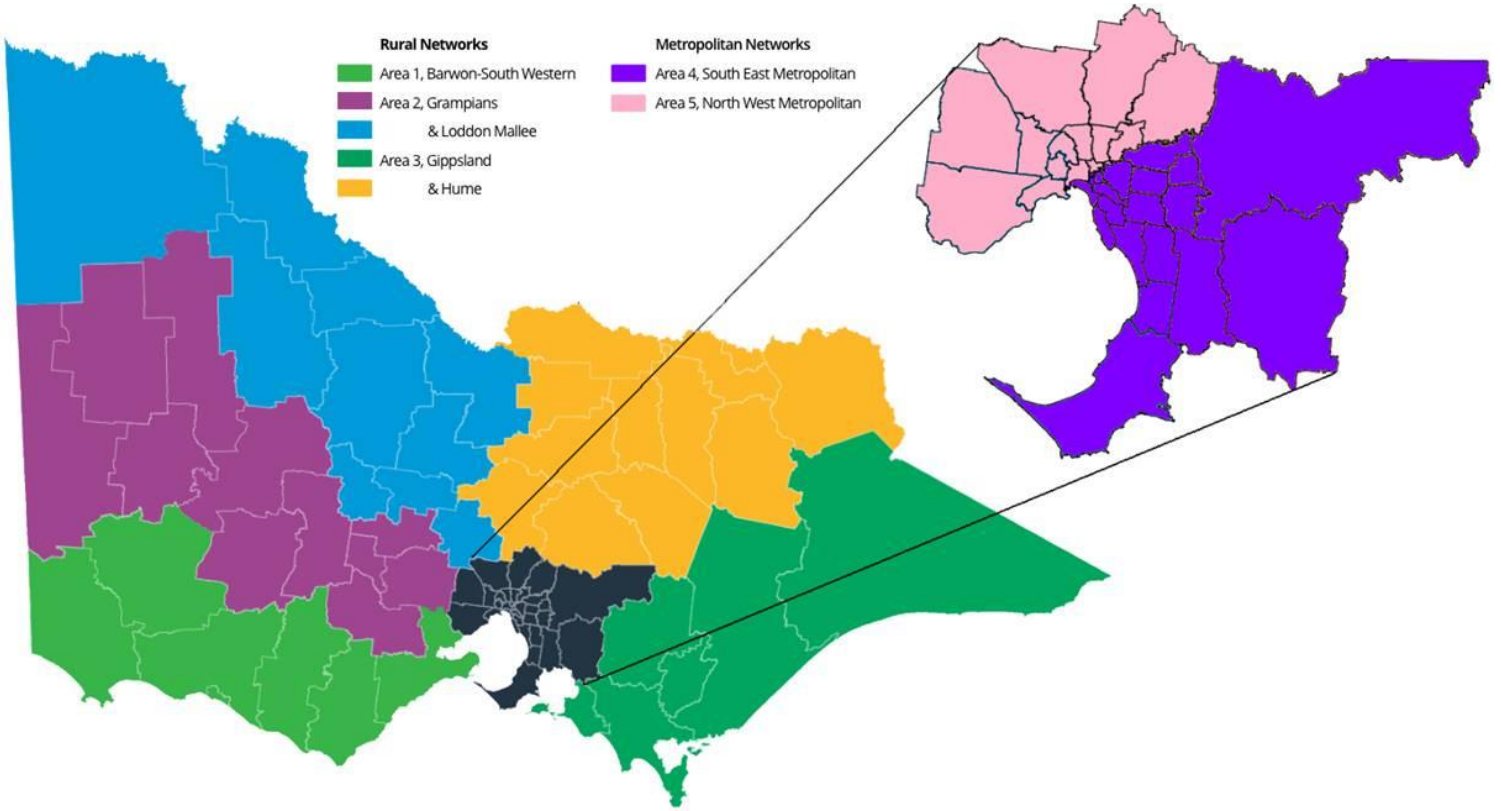 Rural Networks
Area 1, Barwon-South Western
Area 2, Grampians
& Loddon Mallee
Area 3, Gippsland
& Hume
Metropolitan Networks
Area 4, South East Metropolitan
Area 5, North West Metropolitan